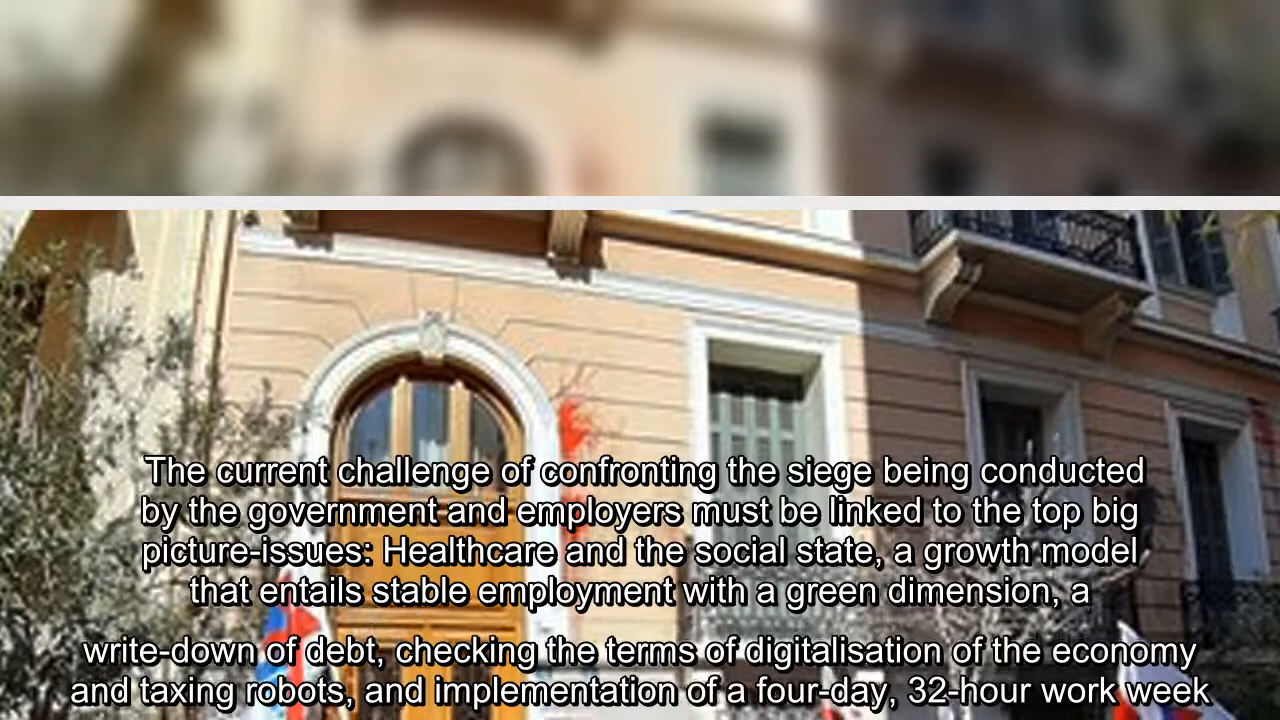 The current challenge of confronting the siege being conducted
by the government and employers must be linked to the top big
picture-issues: Healthcare and the social state, a growth model
that entails stable employment with a green dimension, a
write-down of debt, checking the terms of digitalisation of the economy
and taxing robots, and implementation of a four-day, 32-hour work week